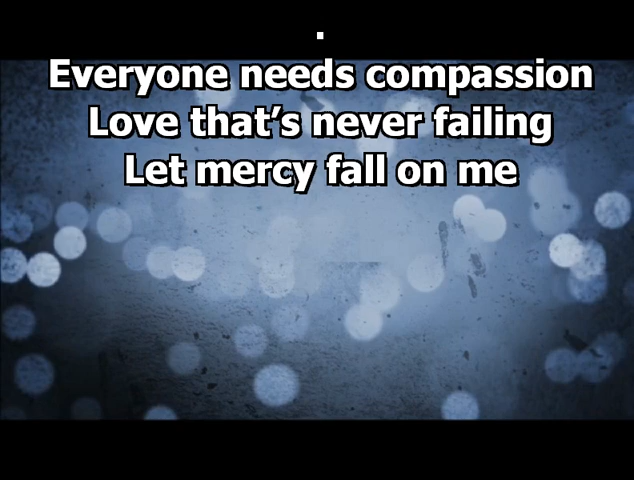 .
Everyone needs compassion
Love that’s never failing
Let mercy fall on me